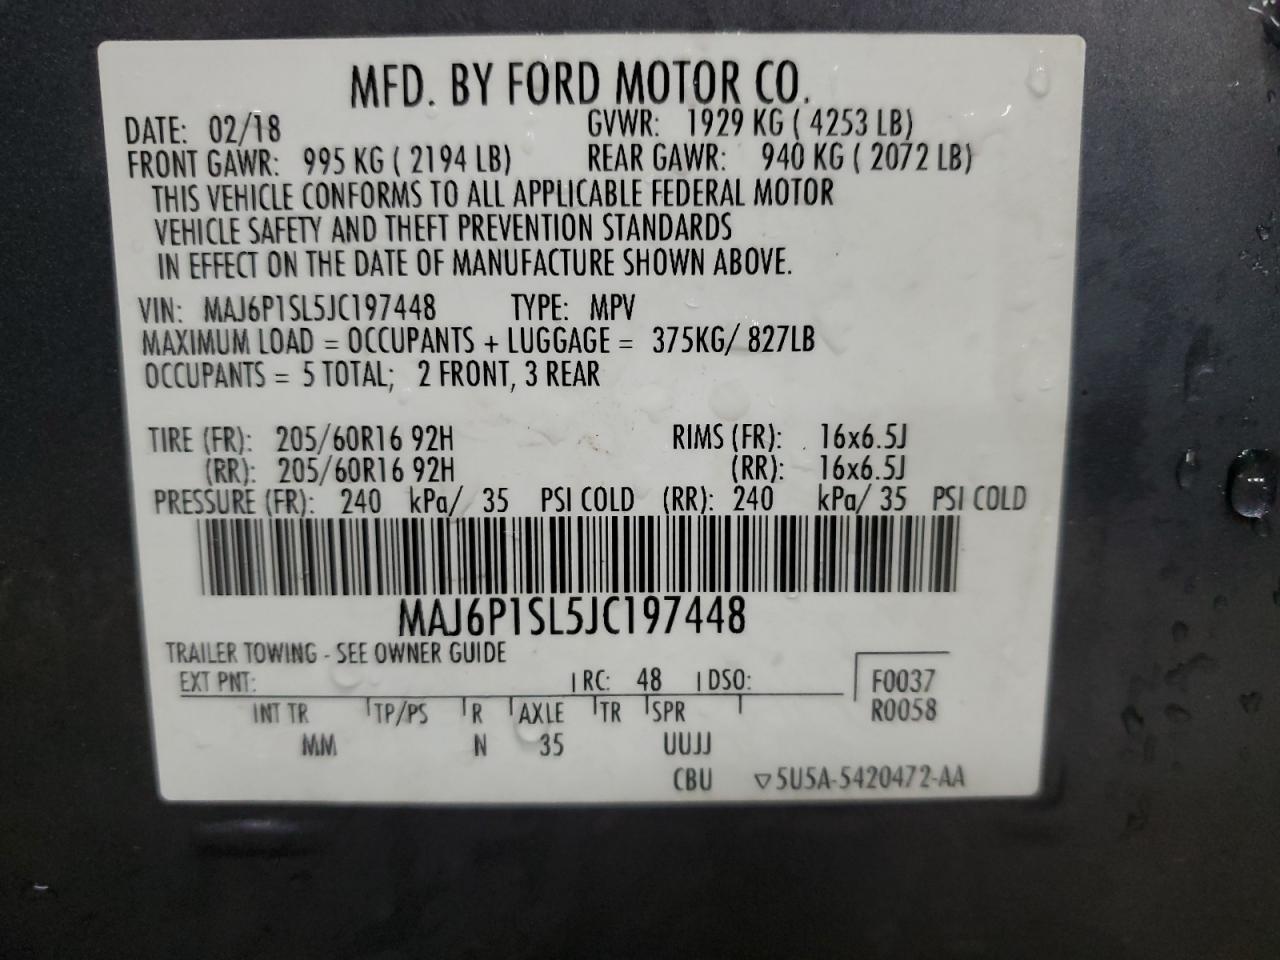 MFD. BY FORD MOTOR CO.
DATE: 02/18 GVWR: 1929 KG ( 4253 LB)
FRONT GAWR: 995 KG ( 2194 LB) REAR GAWR: 940 KG ( 2072 LB)
THIS VEHICLE CONFORMS TO ALL APPLICABLE FEDERAL MOTOR
VEHICLE SAFETY AND THEFT PREVENTION STANDARDS
IN EFFECT ON THE DATE OF MANUFACTURE SHOWN ABOVE.
VIN: MAJ6P1SL5JC197448 TYPE: MPV
MAXIMUM LOAD = OCCUPANTS + LUGGAGE = 375KG/ 827LB
OCCUPANTS = 5 TOTAL; 2 FRONT, 3 REAR
TIRE (FR): 205/60R16 92H RIMS (FR): 16x6.5J
(RR): 205/60R16 92H (RR): 16x6.5J
PRESSURE (FR): 240 kPa/ 35 PSI COLD (RR): 240 kPa/ 35 PSI COLD
MAJ6P1SL5JC197448
TRAILER TOWING - SEE OWNER GUIDE
EXT PNT: RC: 48 DSO: F0037
INT TR TP/PS R AXLE TR SPR R0058
MM N 35 UUJJ
CBU ▽5U5A-5420472-AA